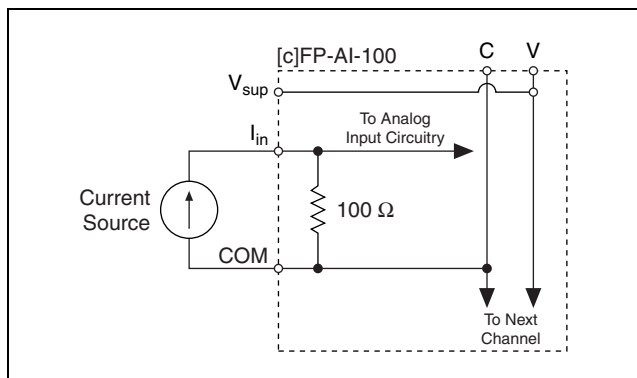 [c]FP-AI-100
C
V
Vsup
To Analog
Input Circuitry
Iin
Current
Source
100 Ω
COM
To Next
Channel